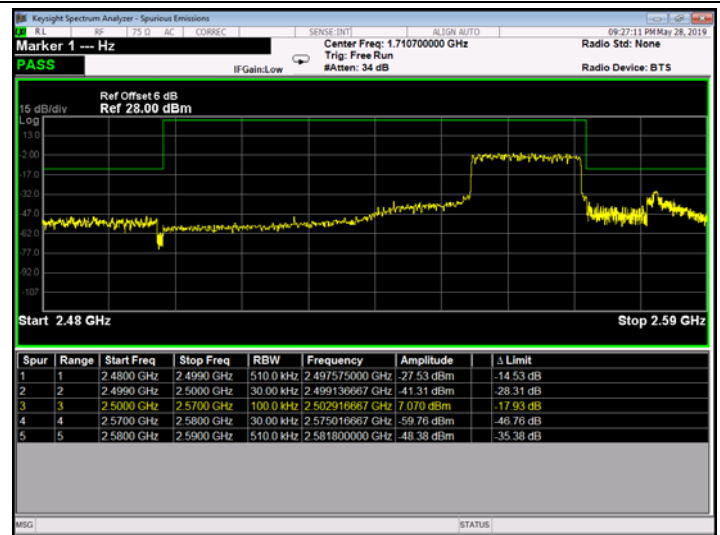 Keysight Spectrum Analyzer - Spurious Emissions
RL RF 75 Ω AC CORREC SENSE:INT ALIGN AUTO 09:27:11 PM May 28, 2019
Marker 1 --- Hz
Center Freq: 1.710700000 GHz
Radio Std: None
Trig: Free Run
PASS
IFGain:Low
#Atten: 34 dB
Radio Device: BTS
Ref Offset 6 dB
15 dB/div Ref 28.00 dBm
Log
13.0
-2.00
-17.0
-32.0
-47.0
-62.0
-77.0
-92.0
-107
Start 2.48 GHz Stop 2.59 GHz
Spur Range Start Freq Stop Freq RBW Frequency Amplitude Δ Limit
1 1 2.4800 GHz 2.4990 GHz 510.0 kHz 2.497575000 GHz -27.53 dBm -14.53 dB
2 2 2.4990 GHz 2.5000 GHz 30.00 kHz 2.499136667 GHz -41.31 dBm -28.31 dB
3 3 2.5000 GHz 2.5700 GHz 100.0 kHz 2.502916667 GHz 7.070 dBm -17.93 dB
4 4 2.5700 GHz 2.5800 GHz 30.00 kHz 2.575016667 GHz -59.76 dBm -46.76 dB
5 5 2.5800 GHz 2.5900 GHz 510.0 kHz 2.581800000 GHz -48.38 dBm -35.38 dB
MSG STATUS